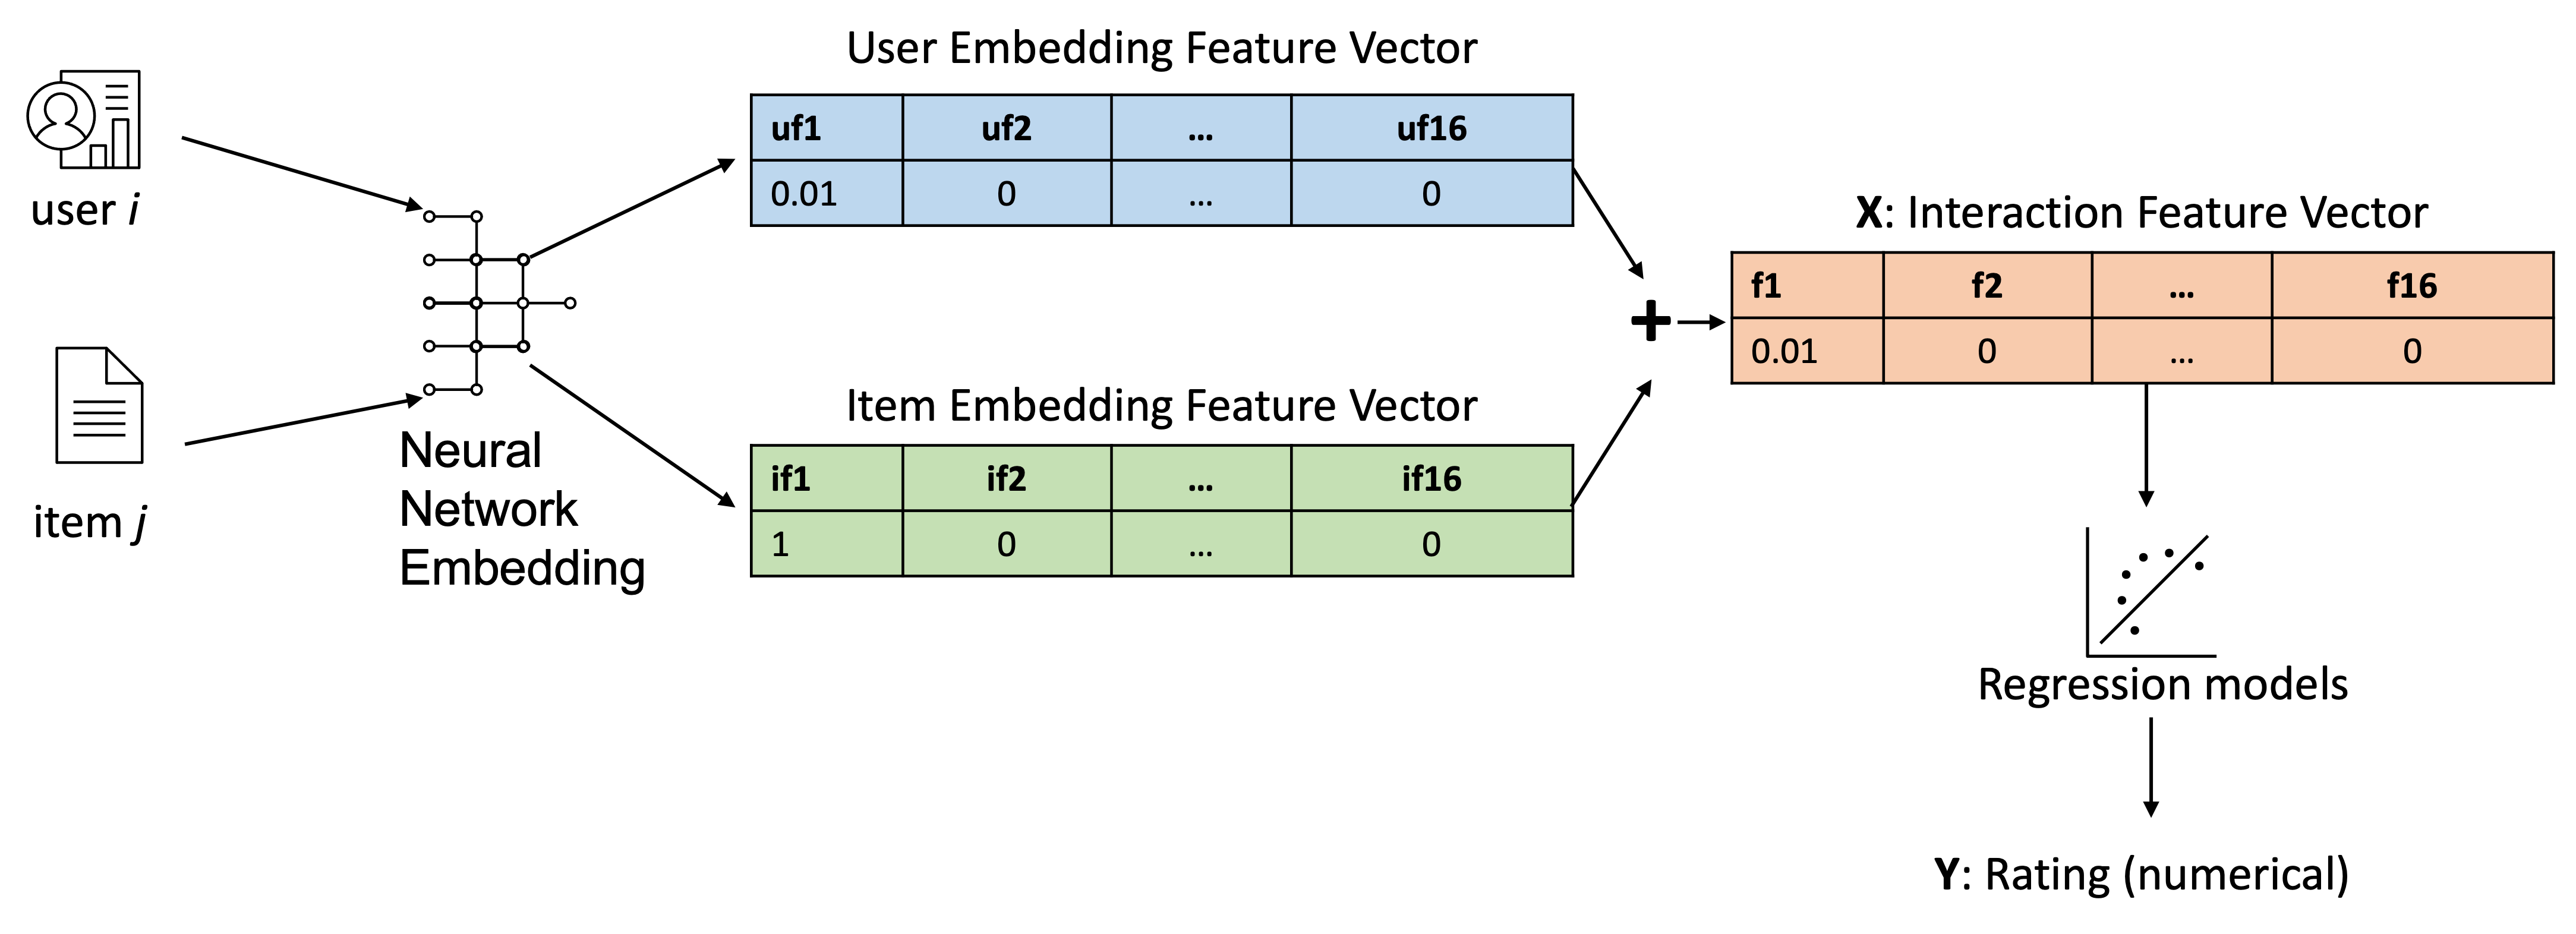 user i
item j
Neural
Network
Embedding
User Embedding Feature Vector
uf1 uf2 ... uf16
0.01 0 ... 0
Item Embedding Feature Vector
if1 if2 ... if16
1 0 ... 0
+
X: Interaction Feature Vector
f1 f2 ... f16
0.01 0 ... 0
Regression models
Y: Rating (numerical)